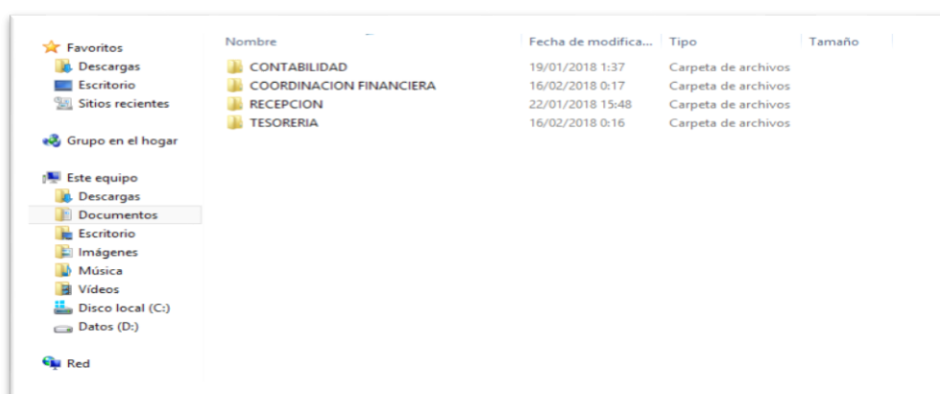 Favoritos
Descargas
Escritorio
Sitios recientes
Grupo en el hogar
Este equipo
Descargas
Documentos
Escritorio
Imágenes
Música
Vídeos
Disco local (C:)
Datos (D:)
Red
Nombre Fecha de modifica... Tipo Tamaño
CONTABILIDAD 19/01/2018 1:37 Carpeta de archivos
COORDINACION FINANCIERA 16/02/2018 0:17 Carpeta de archivos
RECEPCION 22/01/2018 15:48 Carpeta de archivos
TESORERIA 16/02/2018 0:16 Carpeta de archivos